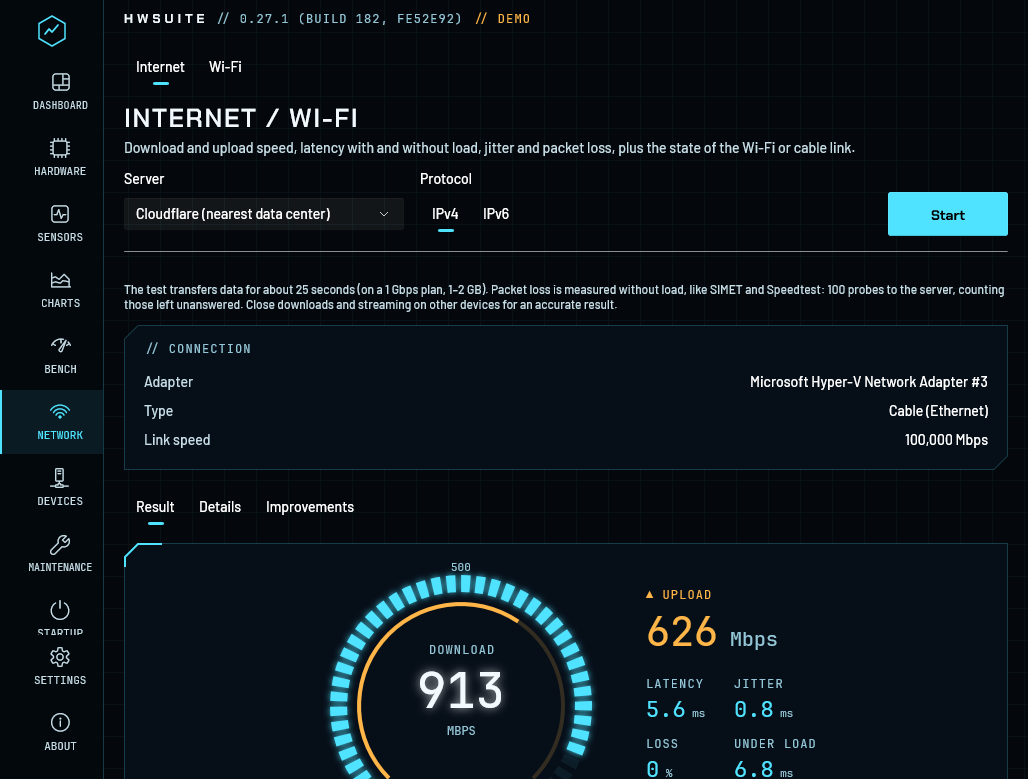 HWSUITE // 0.27.1 (BUILD 182, FE52E92) // DEMO
Internet Wi-Fi
INTERNET / WI-FI
Download and upload speed, latency with and without load, jitter and packet loss, plus the state of the Wi-Fi or cable link.
Server Protocol
Cloudflare (nearest data center) IPv4 IPv6 Start
The test transfers data for about 25 seconds (on a 1 Gbps plan, 1–2 GB). Packet loss is measured without load, like SIMET and Speedtest: 100 probes to the server, counting
those left unanswered. Close downloads and streaming on other devices for an accurate result.
// CONNECTION
Adapter Microsoft Hyper-V Network Adapter #3
Type Cable (Ethernet)
Link speed 100,000 Mbps
Result Details Improvements
500
DOWNLOAD
913
MBPS
▲ UPLOAD
626 Mbps
LATENCY JITTER
5.6 ms 0.8 ms
LOSS UNDER LOAD
0 % 6.8 ms
DASHBOARD
HARDWARE
SENSORS
CHARTS
BENCH
NETWORK
DEVICES
MAINTENANCE
STARTUP
SETTINGS
ABOUT